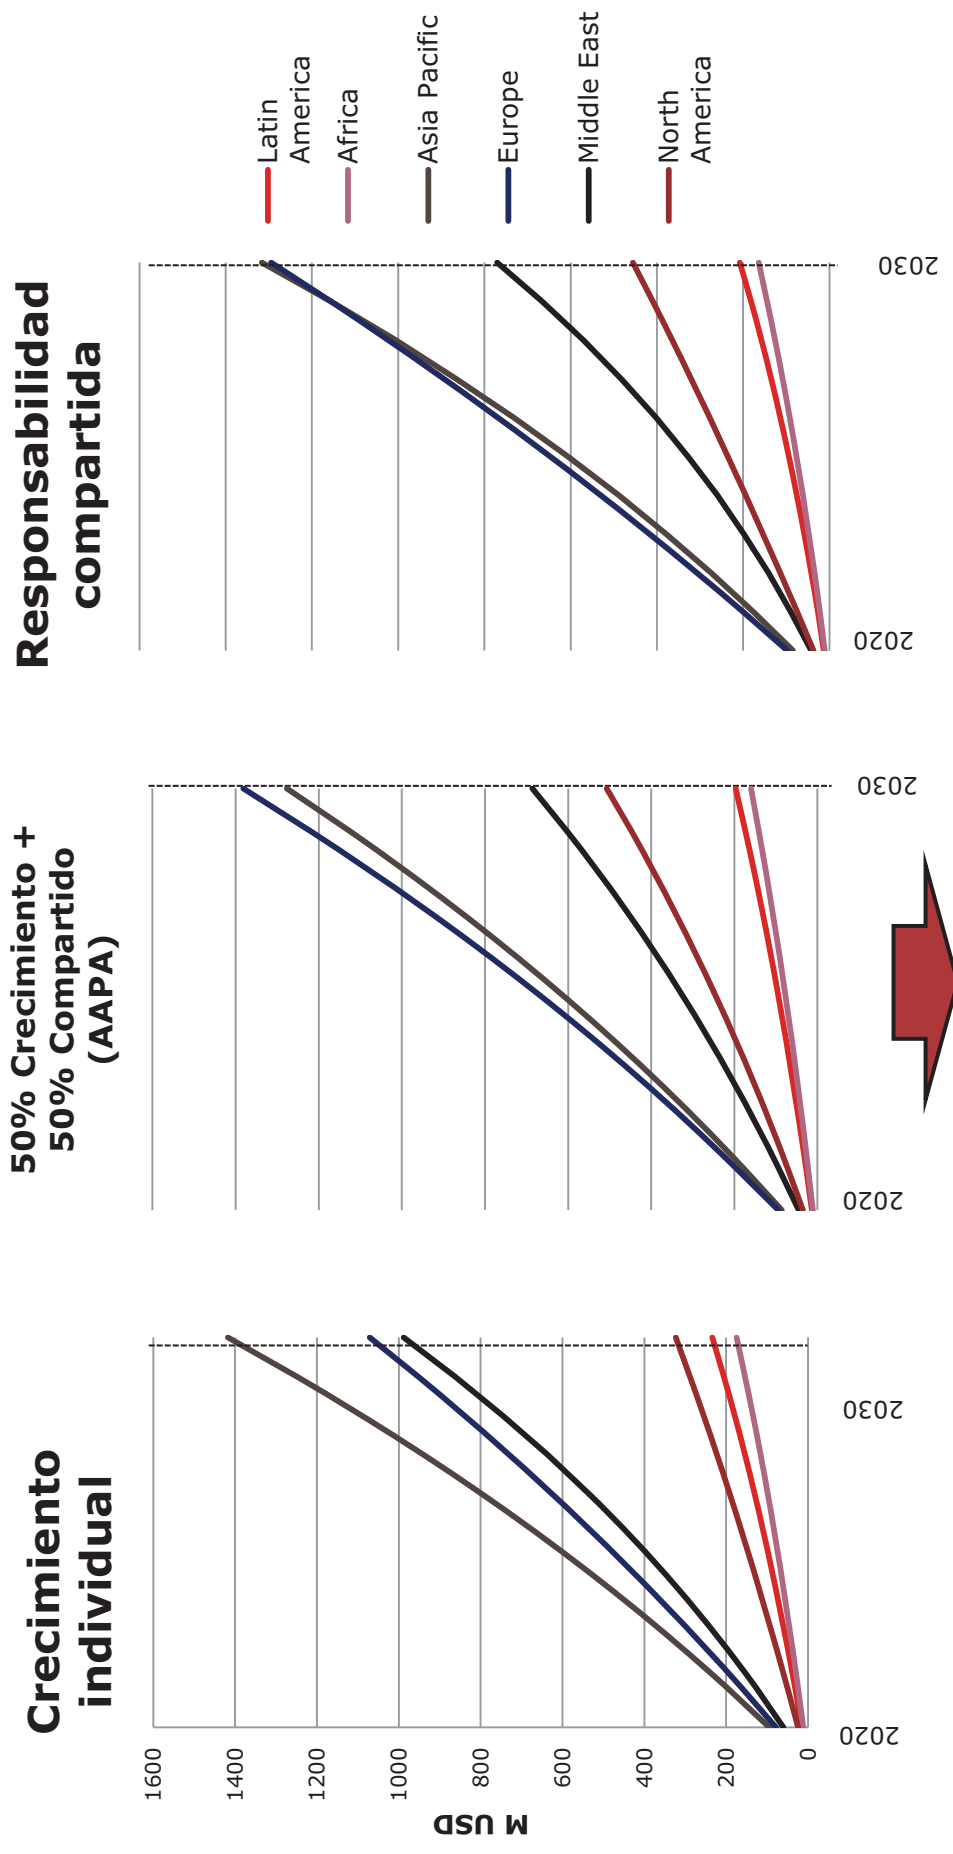 Crecimiento
individual
50% Crecimiento +
50% Compartido
(AAPA)
Responsabilidad
compartida
M USD
1600
1400
1200
1000
800
600
400
200
0
2020
2030
2020
2030
2020
2030
Latin
America
Africa
Asia Pacific
Europe
Middle East
North
America